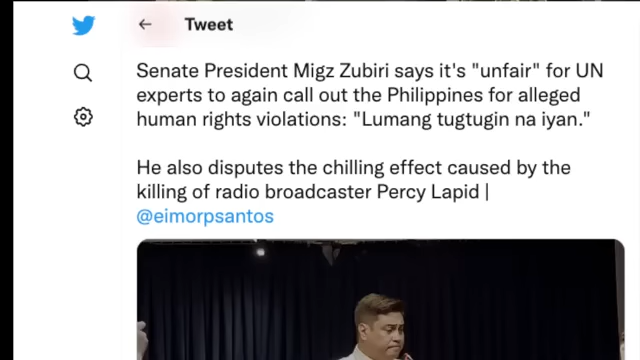 Tweet
Senate President Migz Zubiri says it's "unfair" for UN
experts to again call out the Philippines for alleged
human rights violations: "Lumang tugtugin na iyan."
He also disputes the chilling effect caused by the
killing of radio broadcaster Percy Lapid |
@eimorpsantos